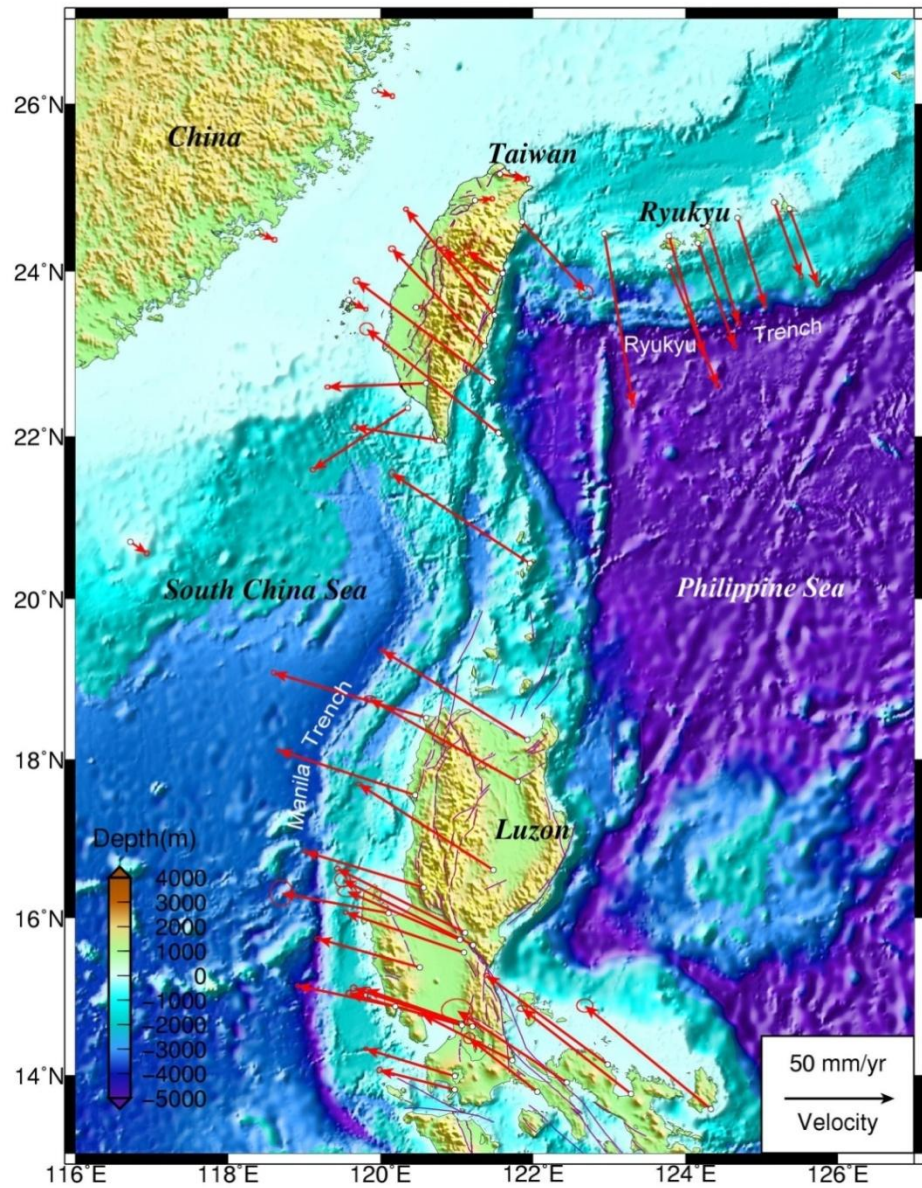 26°N
24°N
22°N
20°N
18°N
16°N
14°N
China
Taiwan
Ryukyu
Ryukyu
Trench
South China Sea
Philippine Sea
Manila Trench
Luzon
Depth(m)
4000
3000
2000
1000
0
−1000
−2000
−3000
−4000
−5000
50 mm/yr
Velocity
116°E
118°E
120°E
122°E
124°E
126°E